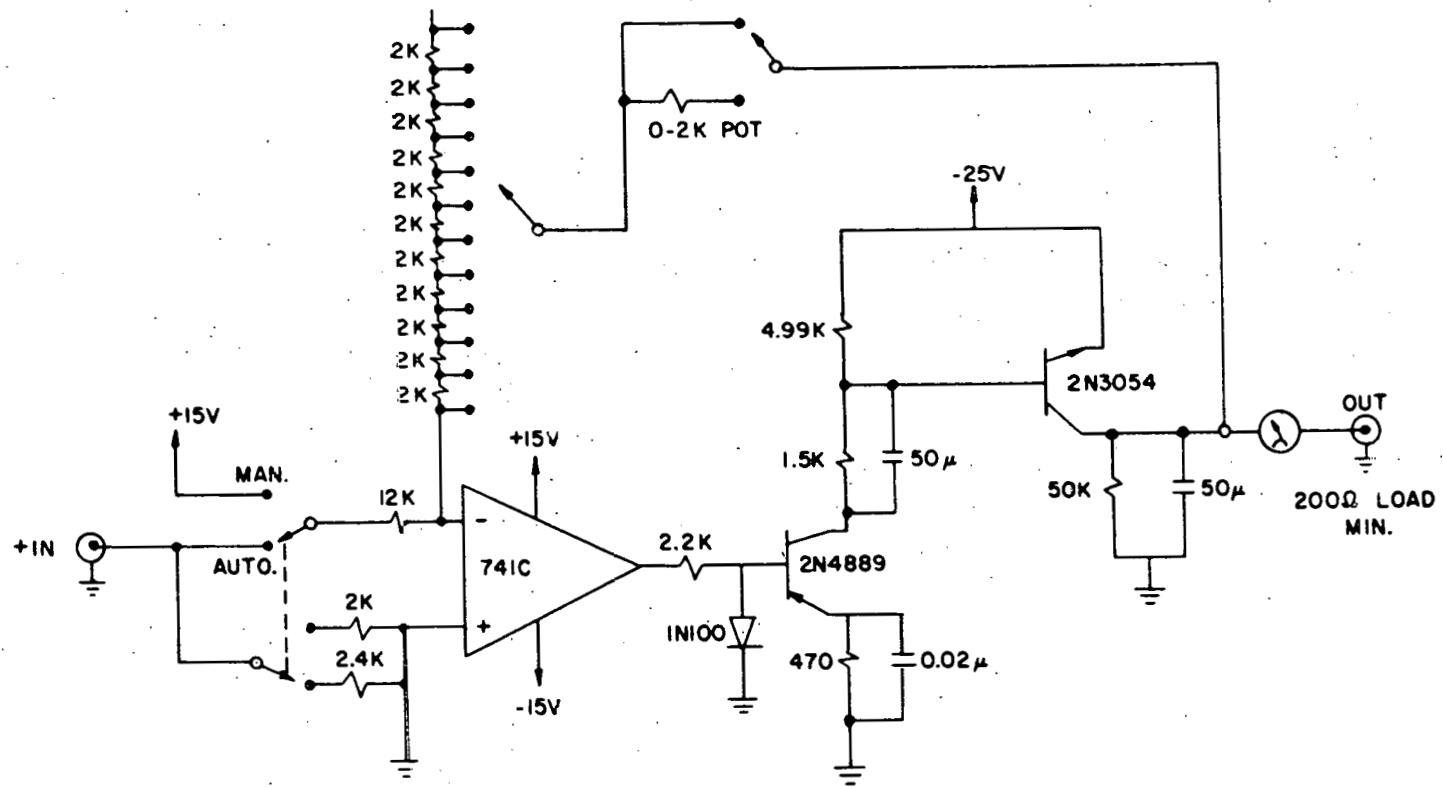 2K
2K
2K
2K
2K
2K
2K
2K
2K
2K
2K
0-2K POT
-25V
4.99K
2N3054
+15V
MAN.
12K
+15V
1.5K
50μ
50K
50μ
OUT
200Ω LOAD
MIN.
+IN
AUTO.
-
741C
+
2.2K
2N4889
2K
2.4K
1N100
470
0.02μ
-15V